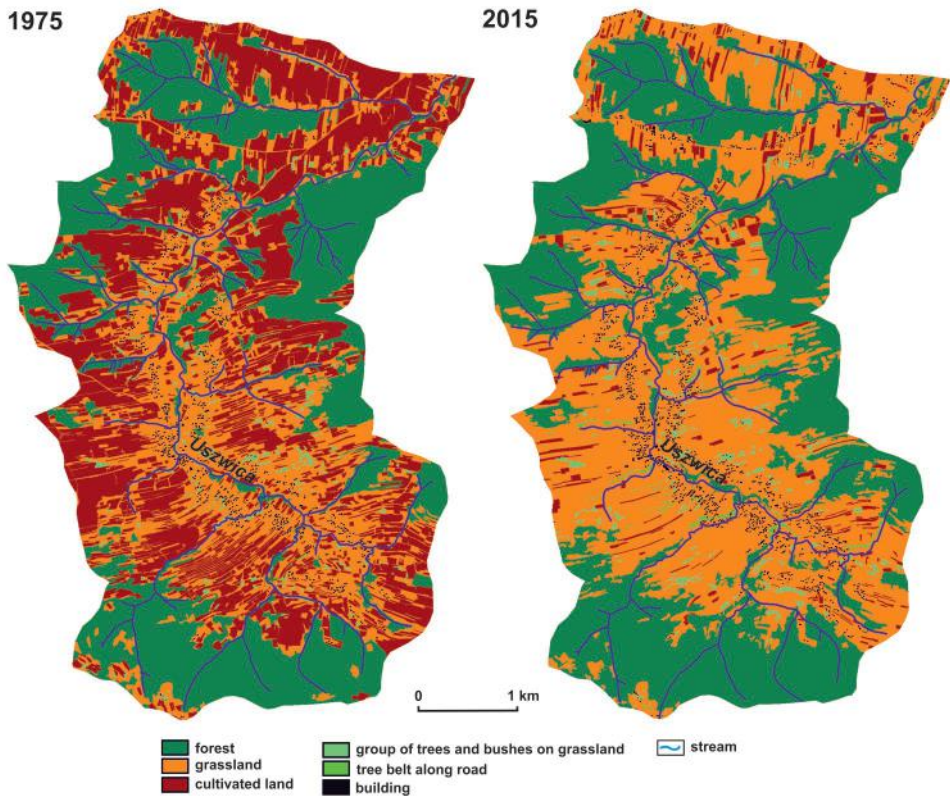 1975
2015
Uszwica
Uszwica
0 1 km
forest
grassland
cultivated land
group of trees and bushes on grassland
tree belt along road
building
stream